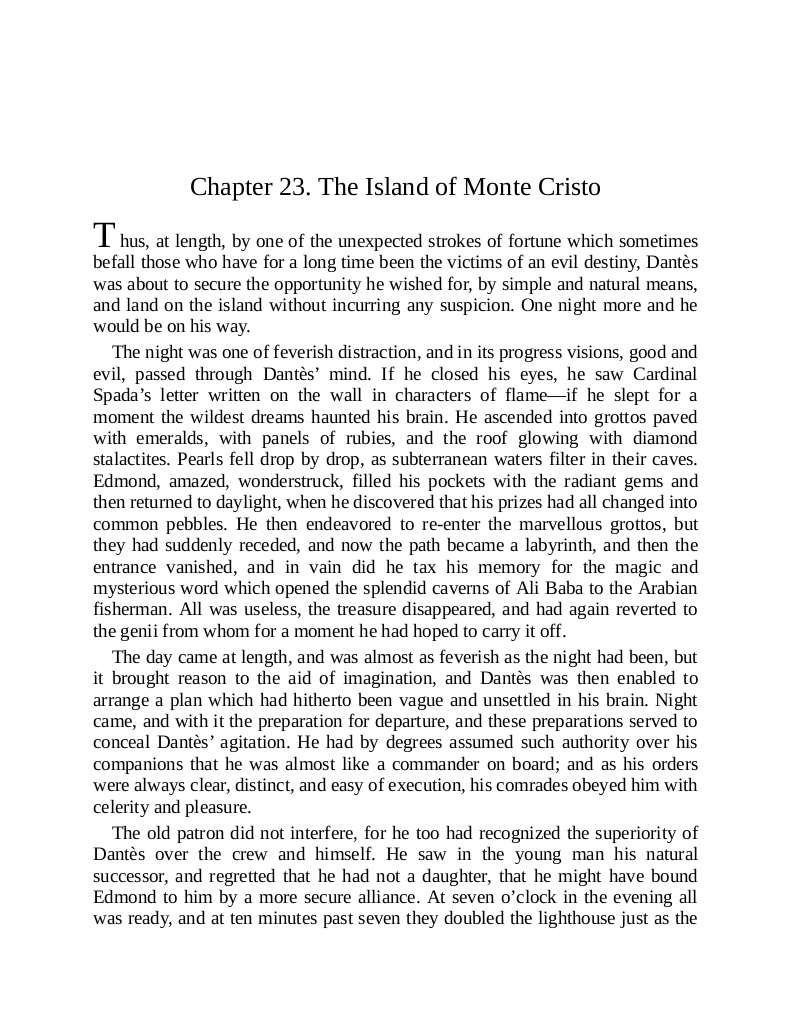 Chapter 23. The Island of Monte Cristo
Thus, at length, by one of the unexpected strokes of fortune which sometimes
befall those who have for a long time been the victims of an evil destiny, Dantès
was about to secure the opportunity he wished for, by simple and natural means,
and land on the island without incurring any suspicion. One night more and he
would be on his way.
The night was one of feverish distraction, and in its progress visions, good and
evil, passed through Dantès’ mind. If he closed his eyes, he saw Cardinal
Spada’s letter written on the wall in characters of flame—if he slept for a
moment the wildest dreams haunted his brain. He ascended into grottos paved
with emeralds, with panels of rubies, and the roof glowing with diamond
stalactites. Pearls fell drop by drop, as subterranean waters filter in their caves.
Edmond, amazed, wonderstruck, filled his pockets with the radiant gems and
then returned to daylight, when he discovered that his prizes had all changed into
common pebbles. He then endeavored to re-enter the marvellous grottos, but
they had suddenly receded, and now the path became a labyrinth, and then the
entrance vanished, and in vain did he tax his memory for the magic and
mysterious word which opened the splendid caverns of Ali Baba to the Arabian
fisherman. All was useless, the treasure disappeared, and had again reverted to
the genii from whom for a moment he had hoped to carry it off.
The day came at length, and was almost as feverish as the night had been, but
it brought reason to the aid of imagination, and Dantès was then enabled to
arrange a plan which had hitherto been vague and unsettled in his brain. Night
came, and with it the preparation for departure, and these preparations served to
conceal Dantès’ agitation. He had by degrees assumed such authority over his
companions that he was almost like a commander on board; and as his orders
were always clear, distinct, and easy of execution, his comrades obeyed him with
celerity and pleasure.
The old patron did not interfere, for he too had recognized the superiority of
Dantès over the crew and himself. He saw in the young man his natural
successor, and regretted that he had not a daughter, that he might have bound
Edmond to him by a more secure alliance. At seven o’clock in the evening all
was ready, and at ten minutes past seven they doubled the lighthouse just as the